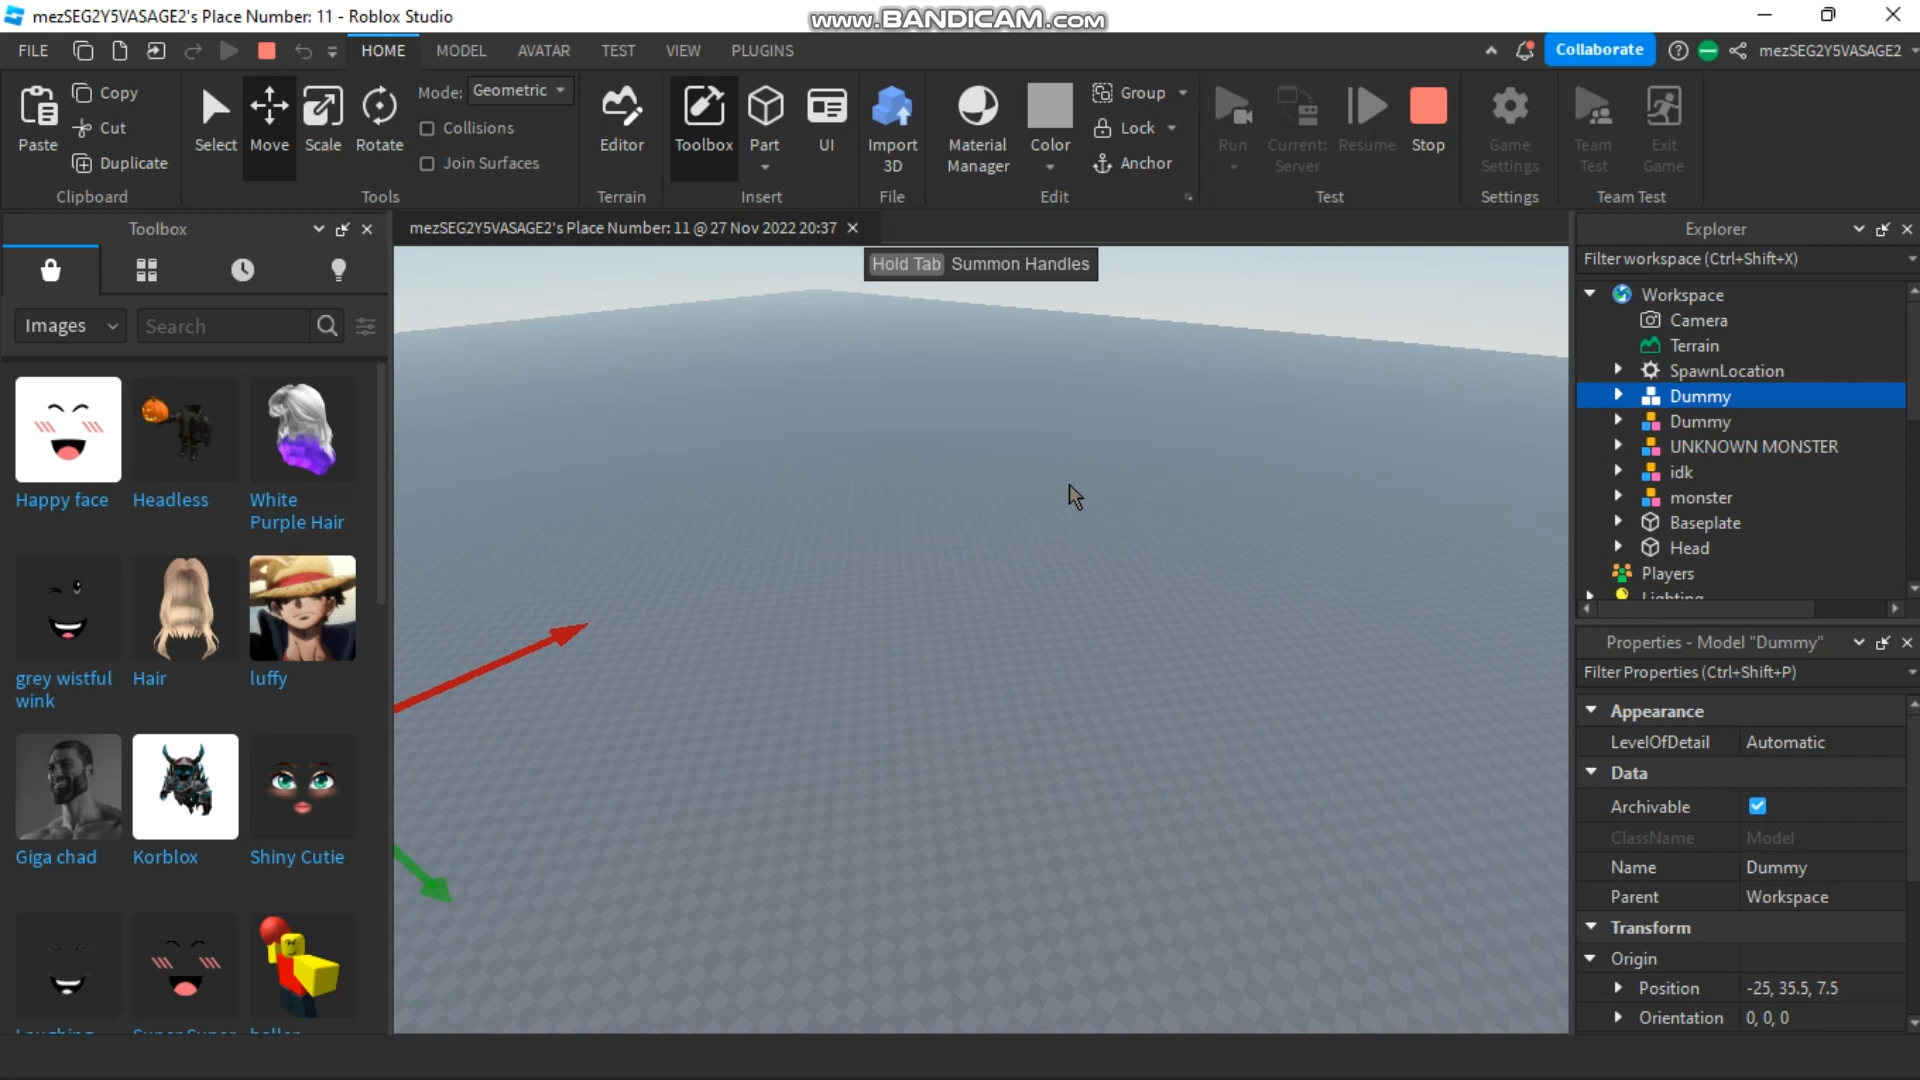 mezSEG2Y5VASAGE2's Place Number: 11 - Roblox Studio
www.BANDICAM.com
FILE
HOME
MODEL
AVATAR
TEST
VIEW
PLUGINS
Collaborate
mezSEG2Y5VASAGE2
Paste
Copy
Cut
Duplicate
Clipboard
Select
Move
Scale
Rotate
Mode: Geometric
Collisions
Join Surfaces
Tools
Editor
Terrain
Toolbox
Part
UI
Insert
Import
3D
File
Material
Manager
Color
Group
Lock
Anchor
Edit
Run
Current:
Server
Resume
Stop
Test
Game
Settings
Settings
Team
Test
Exit
Game
Team Test
Toolbox
mezSEG2Y5VASAGE2's Place Number: 11 @ 27 Nov 2022 20:37
Hold Tab Summon Handles
Images
Search
Happy face
Headless
White
Purple Hair
grey wistful
wink
Hair
luffy
Giga chad
Korblox
Shiny Cutie
Explorer
Filter workspace (Ctrl+Shift+X)
Workspace
Camera
Terrain
SpawnLocation
Dummy
Dummy
UNKNOWN MONSTER
idk
monster
Baseplate
Head
Players
Lighting
Properties - Model "Dummy"
Filter Properties (Ctrl+Shift+P)
Appearance
LevelOfDetail Automatic
Data
Archivable
ClassName Model
Name Dummy
Parent Workspace
Transform
Origin
Position -25, 35.5, 7.5
Orientation 0, 0, 0